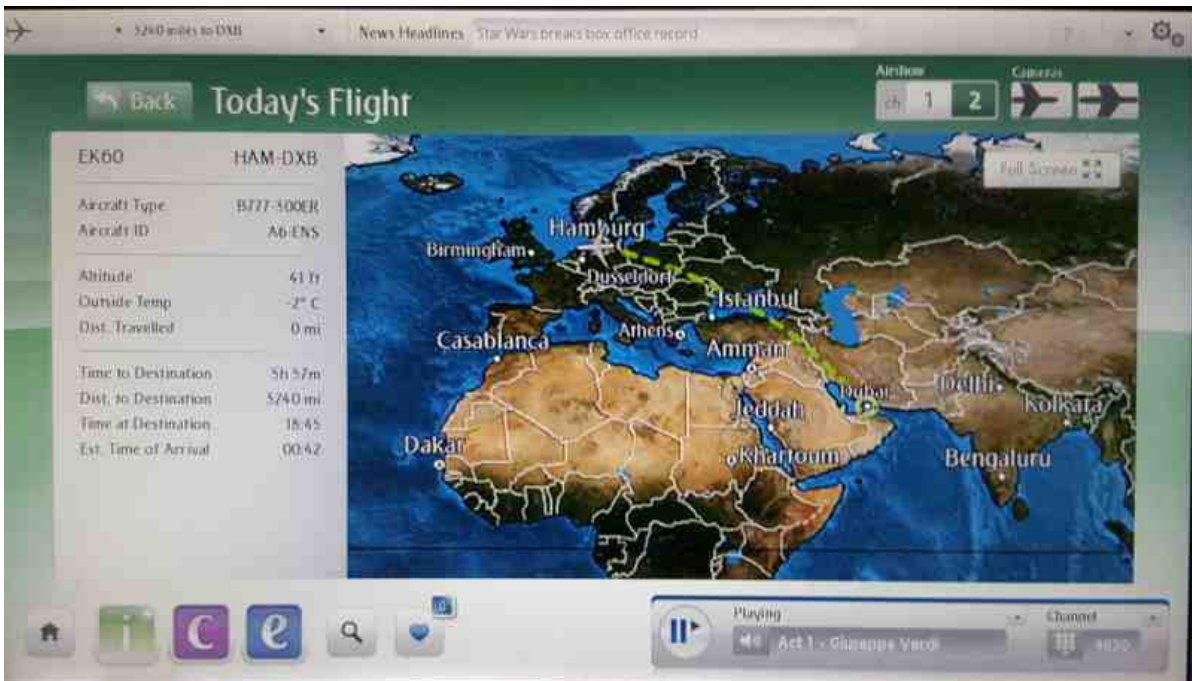 5240 miles to DXB
News Headlines Star Wars breaks box office record
Back
Today's Flight
Airshow
ch 1 2
Cameras
EK60 HAM-DXB
Aircraft Type B777-300ER
Aircraft ID A6-ENS
Altitude 41 ft
Outside Temp -2° C
Dist. Travelled 0 mi
Time to Destination 5h 57m
Dist. to Destination 3240 mi
Time at Destination 18:45
Est. Time of Arrival 00:42
Full Screen
Hamburg
Birmingham
Dusseldorf
Istanbul
Athens
Casablanca
Amman
Dubai
Delhi
Kolkata
Jeddah
Dakar
Khartoum
Bengaluru
i C e
0
Playing
Act 1 - Giuseppe Verdi
Channel